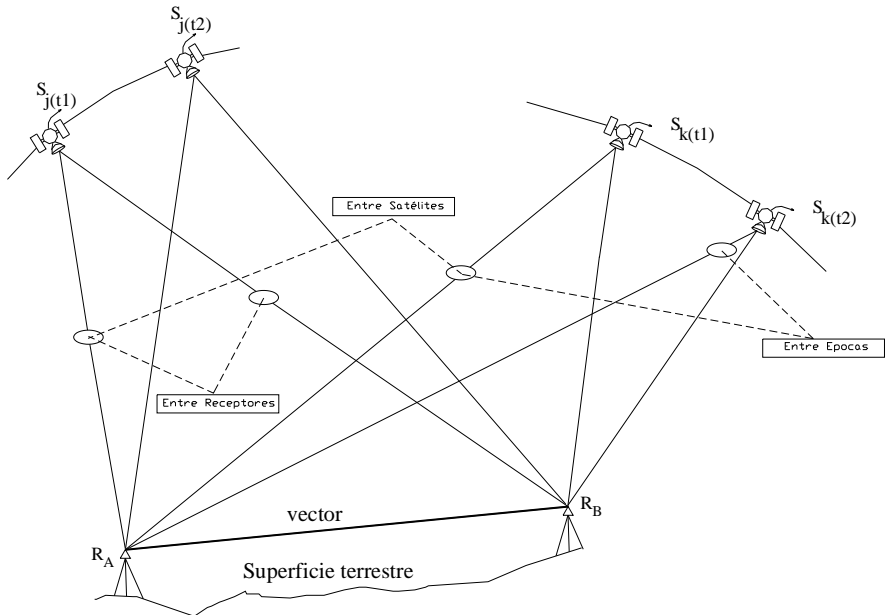 S j(t2)
S j(t1)
S k(t1)
Entre Satélites
S k(t2)
Entre Epocas
Entre Receptores
R B
vector
R A
Superficie terrestre